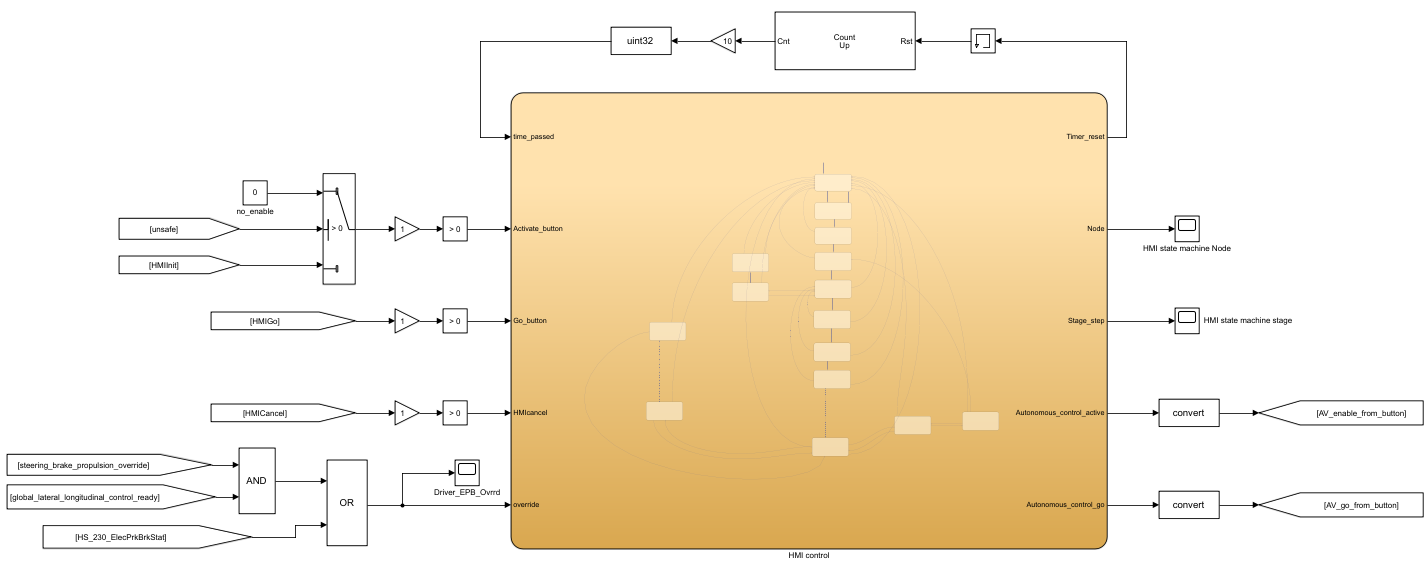 uint32
10
Cnt
Count
Up
Rst
time_passed
Timer_reset
0
no_enable
[unsafe]
> 0
1
> 0
Activate_button
Node
HMI state machine Node
[HMIInit]
[HMIGo]
1
> 0
Go_button
Stage_step
HMI state machine stage
[HMICancel]
1
> 0
HMIcancel
Autonomous_control_active
convert
[AV_enable_from_button]
[steering_brake_propulsion_override]
AND
[global_lateral_longitudinal_control_ready]
OR
Driver_EPB_Ovrrd
override
Autonomous_control_go
convert
[AV_go_from_button]
[HS_230_ElecPrkBrkStat]
HMI control